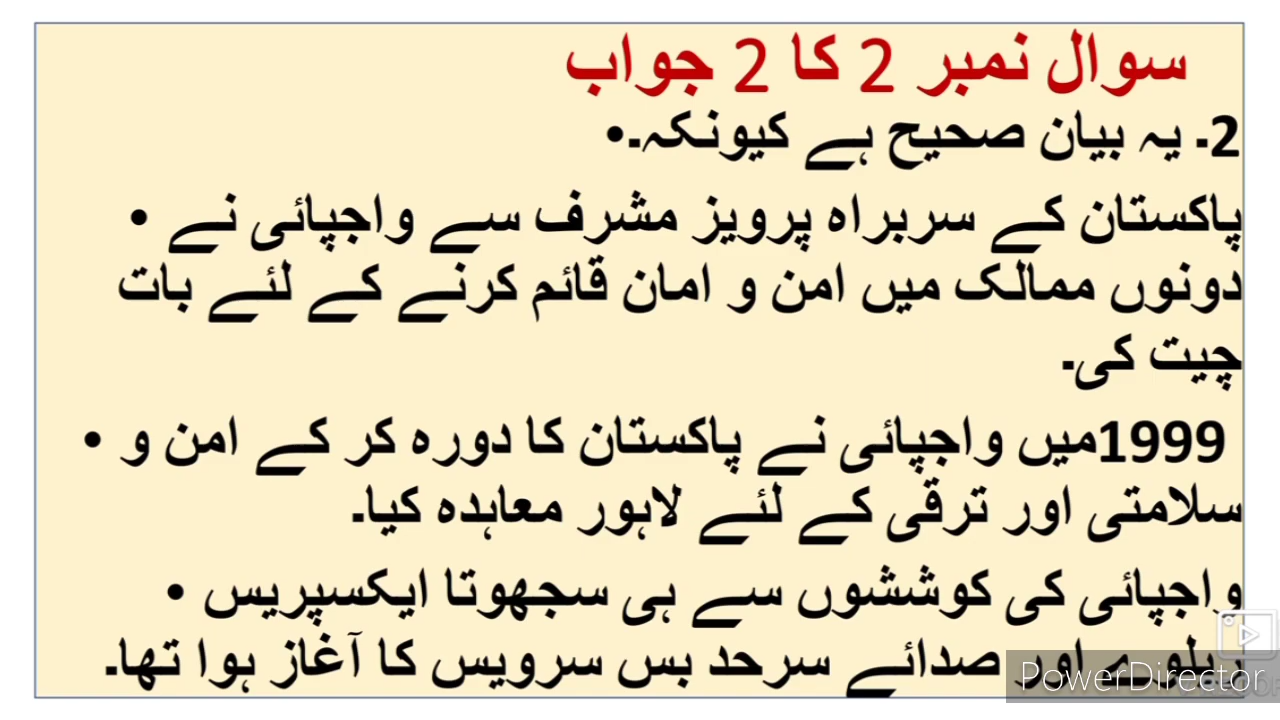 سوال نمبر 2 کا 2 جواب
2. یہ بیان صحیح ہے کیونکہ۔•
پاکستان کے سربراہ پرویز مشرف سے واجپائی نے •
دونوں ممالک میں امن و امان قائم کرنے کے لئے بات
چیت کی۔
1999میں واجپائی نے پاکستان کا دورہ کر کے امن و •
سلامتی اور ترقی کے لئے لاہور معاہدہ کیا۔
واجپائی کی کوششوں سے ہی سجھوتا ایکسپریس •
ریلوے اور صدائے سرحد بس سرویس کا آغاز ہوا تھا۔
PowerDirector